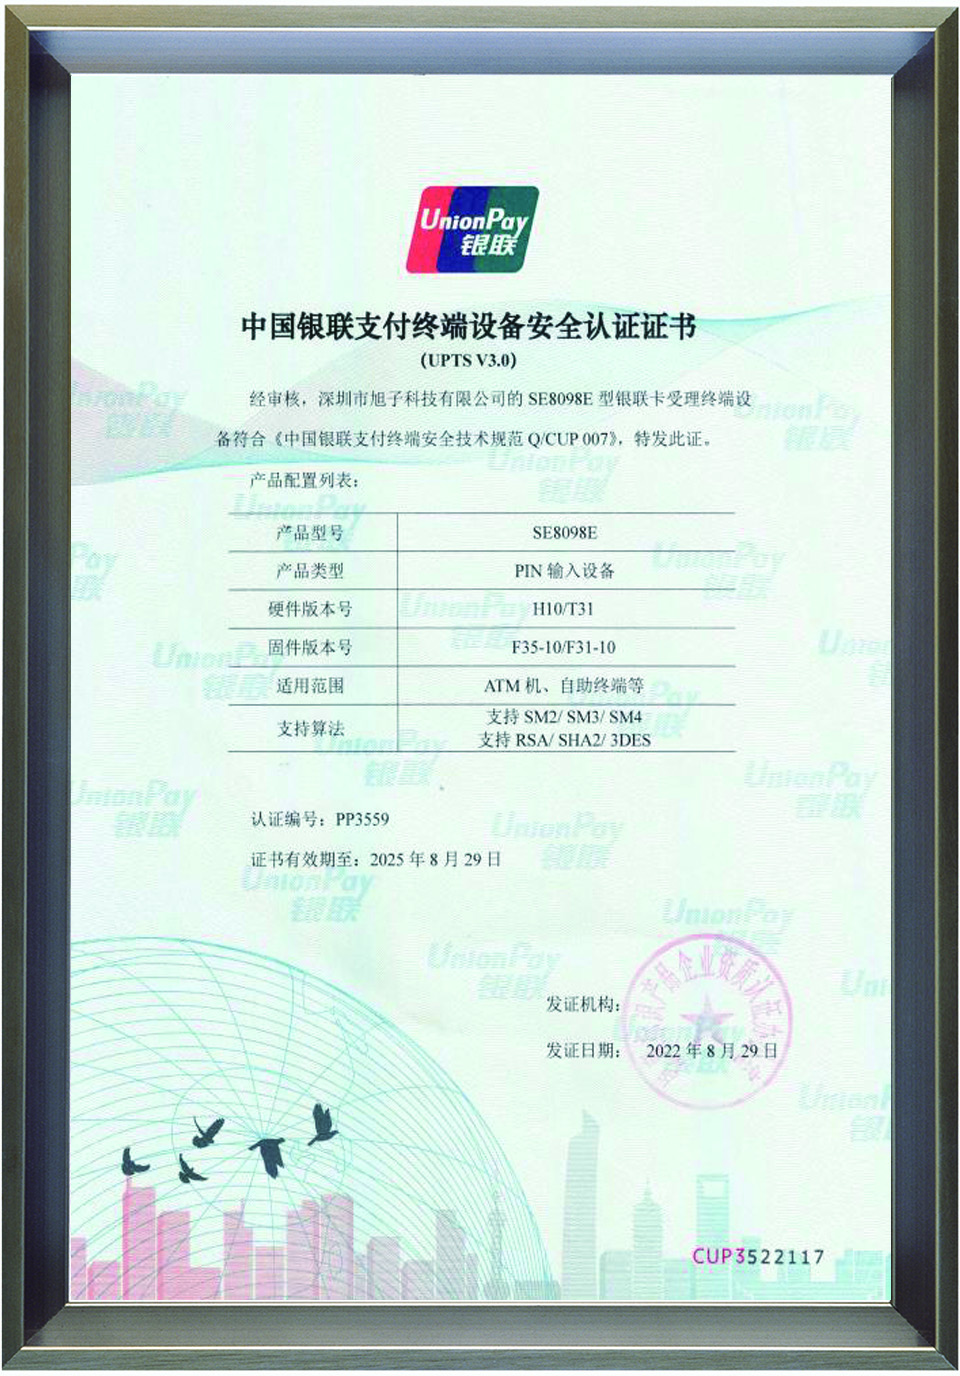 UnionPay
银联
中国银联支付终端设备安全认证证书
(UPTS V3.0)
经审核，深圳市旭子科技有限公司的 SE8098E 型银联卡受理终端设
备符合《中国银联支付终端安全技术规范 Q/CUP 007》，特发此证。
产品配置列表：
产品型号 SE8098E
产品类型 PIN 输入设备
硬件版本号 H10/T31
固件版本号 F35-10/F31-10
适用范围 ATM 机、自助终端等
支持算法 支持 SM2/ SM3/ SM4
支持 RSA/ SHA2/ 3DES
认证编号：PP3559
证书有效期至：2025 年 8 月 29 日
发证机构：
产品企业资质认证
发证日期： 2022 年 8 月 29 日
CUP3522117